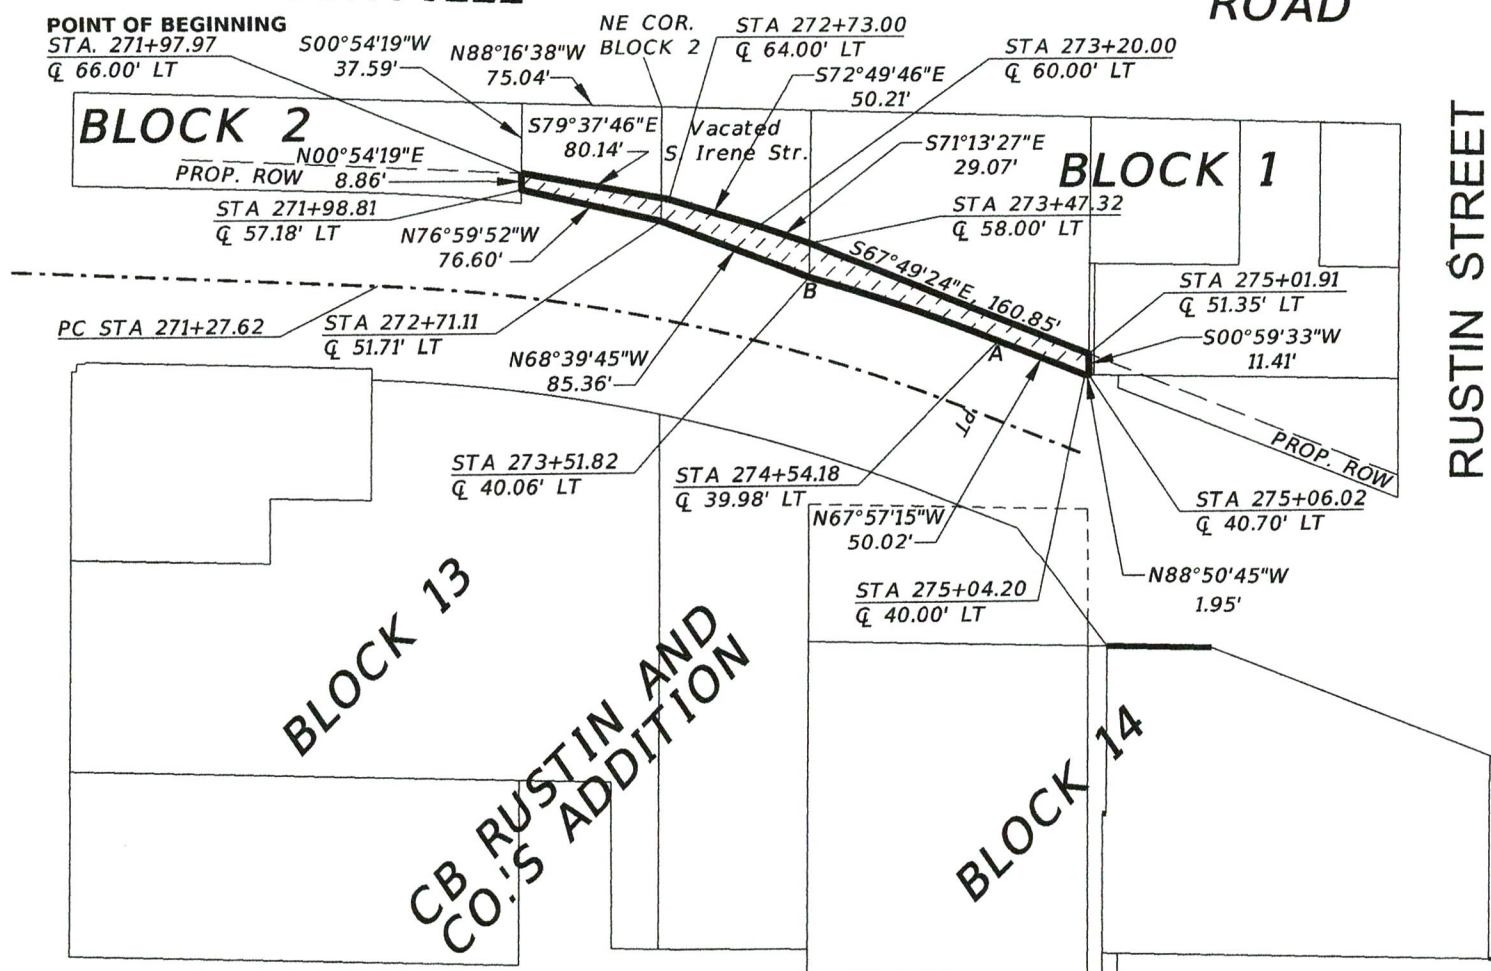 ROAD
POINT OF BEGINNING
STA. 271+97.97
℄ 66.00' LT
S00°54'19"W
37.59'
N88°16'38"W
75.04'
NE COR.
BLOCK 2
STA 272+73.00
℄ 64.00' LT
S72°49'46"E
50.21'
STA 273+20.00
℄ 60.00' LT
BLOCK 2
S79°37'46"E
80.14'
Vacated
S. Irene Str.
S71°13'27"E
29.07'
BLOCK 1
N00°54'19"E
8.86'
PROP. ROW
STA 271+98.81
℄ 57.18' LT
N76°59'52"W
76.60'
STA 273+47.32
℄ 58.00' LT
S67°49'24"E, 160.85'
STA 275+01.91
℄ 51.35' LT
S00°59'33"W
11.41'
RUSTIN STREET
B
A
PC STA 271+27.62
STA 272+71.11
℄ 51.71' LT
N68°39'45"W
85.36'
PT
PROP. ROW
STA 273+51.82
℄ 40.06' LT
STA 274+54.18
℄ 39.98' LT
N67°57'15"W
50.02'
STA 275+06.02
℄ 40.70' LT
STA 275+04.20
℄ 40.00' LT
N88°50'45"W
1.95'
BLOCK 13
CB RUSTIN AND
CO.'S ADDITION
BLOCK 14